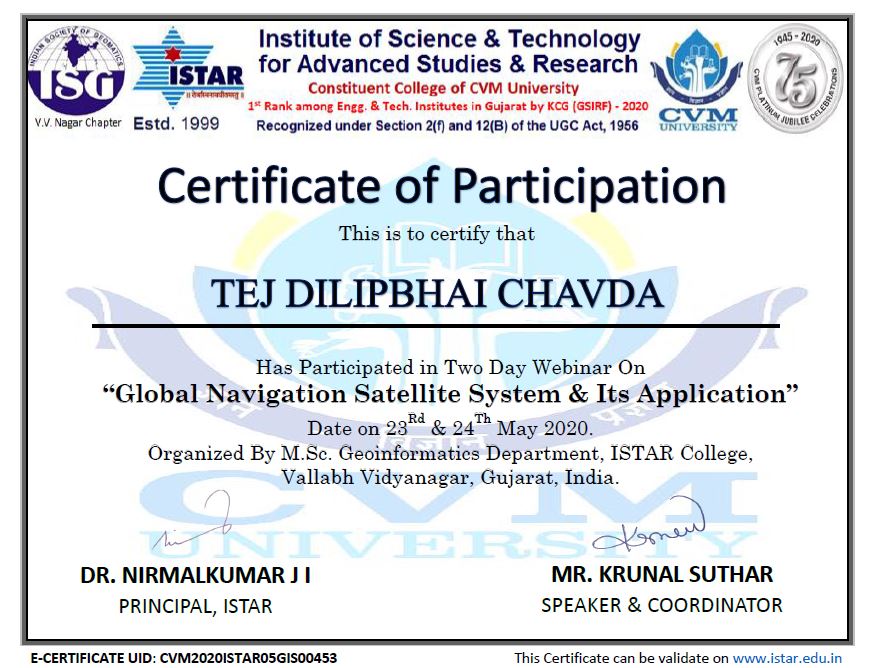 INDIAN SOCIETY OF GEOMATICS
ISG
V.V. Nagar Chapter
ISTAR
Estd. 1999
Institute of Science & Technology
for Advanced Studies & Research
Constituent College of CVM University
1st Rank among Engg. & Tech. Institutes in Gujarat by KCG (GSIRF) - 2020
Recognized under Section 2(f) and 12(B) of the UGC Act, 1956
CVM
UNIVERSITY
1945 - 2020
75
CVM PLATINUM JUBILEE CELEBRATIONS
Certificate of Participation
This is to certify that
TEJ DILIPBHAI CHAVDA
Has Participated in Two Day Webinar On
“Global Navigation Satellite System & Its Application”
Date on 23Rd & 24Th May 2020.
Organized By M.Sc. Geoinformatics Department, ISTAR College,
Vallabh Vidyanagar, Gujarat, India.
CVM
UNIVERSITY
DR. NIRMALKUMAR J I
PRINCIPAL, ISTAR
MR. KRUNAL SUTHAR
SPEAKER & COORDINATOR
E-CERTIFICATE UID: CVM2020ISTAR05GIS00453
This Certificate can be validate on www.istar.edu.in